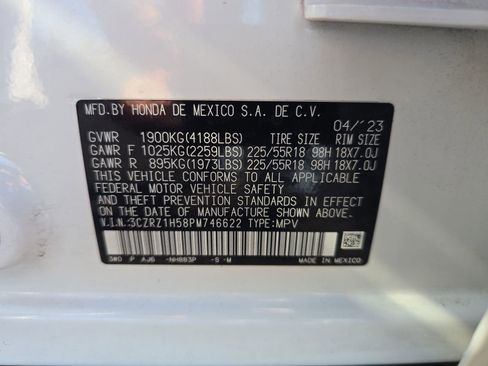 MFD.BY HONDA DE MEXICO S.A. DE C.V.
04/'23
GVWR 1900KG(4188LBS) TIRE SIZE RIM SIZE
GAWR F 1025KG(2259LBS) 225/55R18 98H 18X7.0J
GAWR R 895KG(1973LBS) 225/55R18 98H 18X7.0J
THIS VEHICLE CONFORMS TO ALL APPLICABLE
FEDERAL MOTOR VEHICLE SAFETY
AND THEFT PREVENTION STANDARDS IN EFFECT
ON THE DATE OF MANUFACTURE SHOWN ABOVE.
V.I.N.:3CZRZ1H58PM746622 TYPE:MPV
3W0 :P AJ6 -NH883P -S -M MADE IN MEXICO